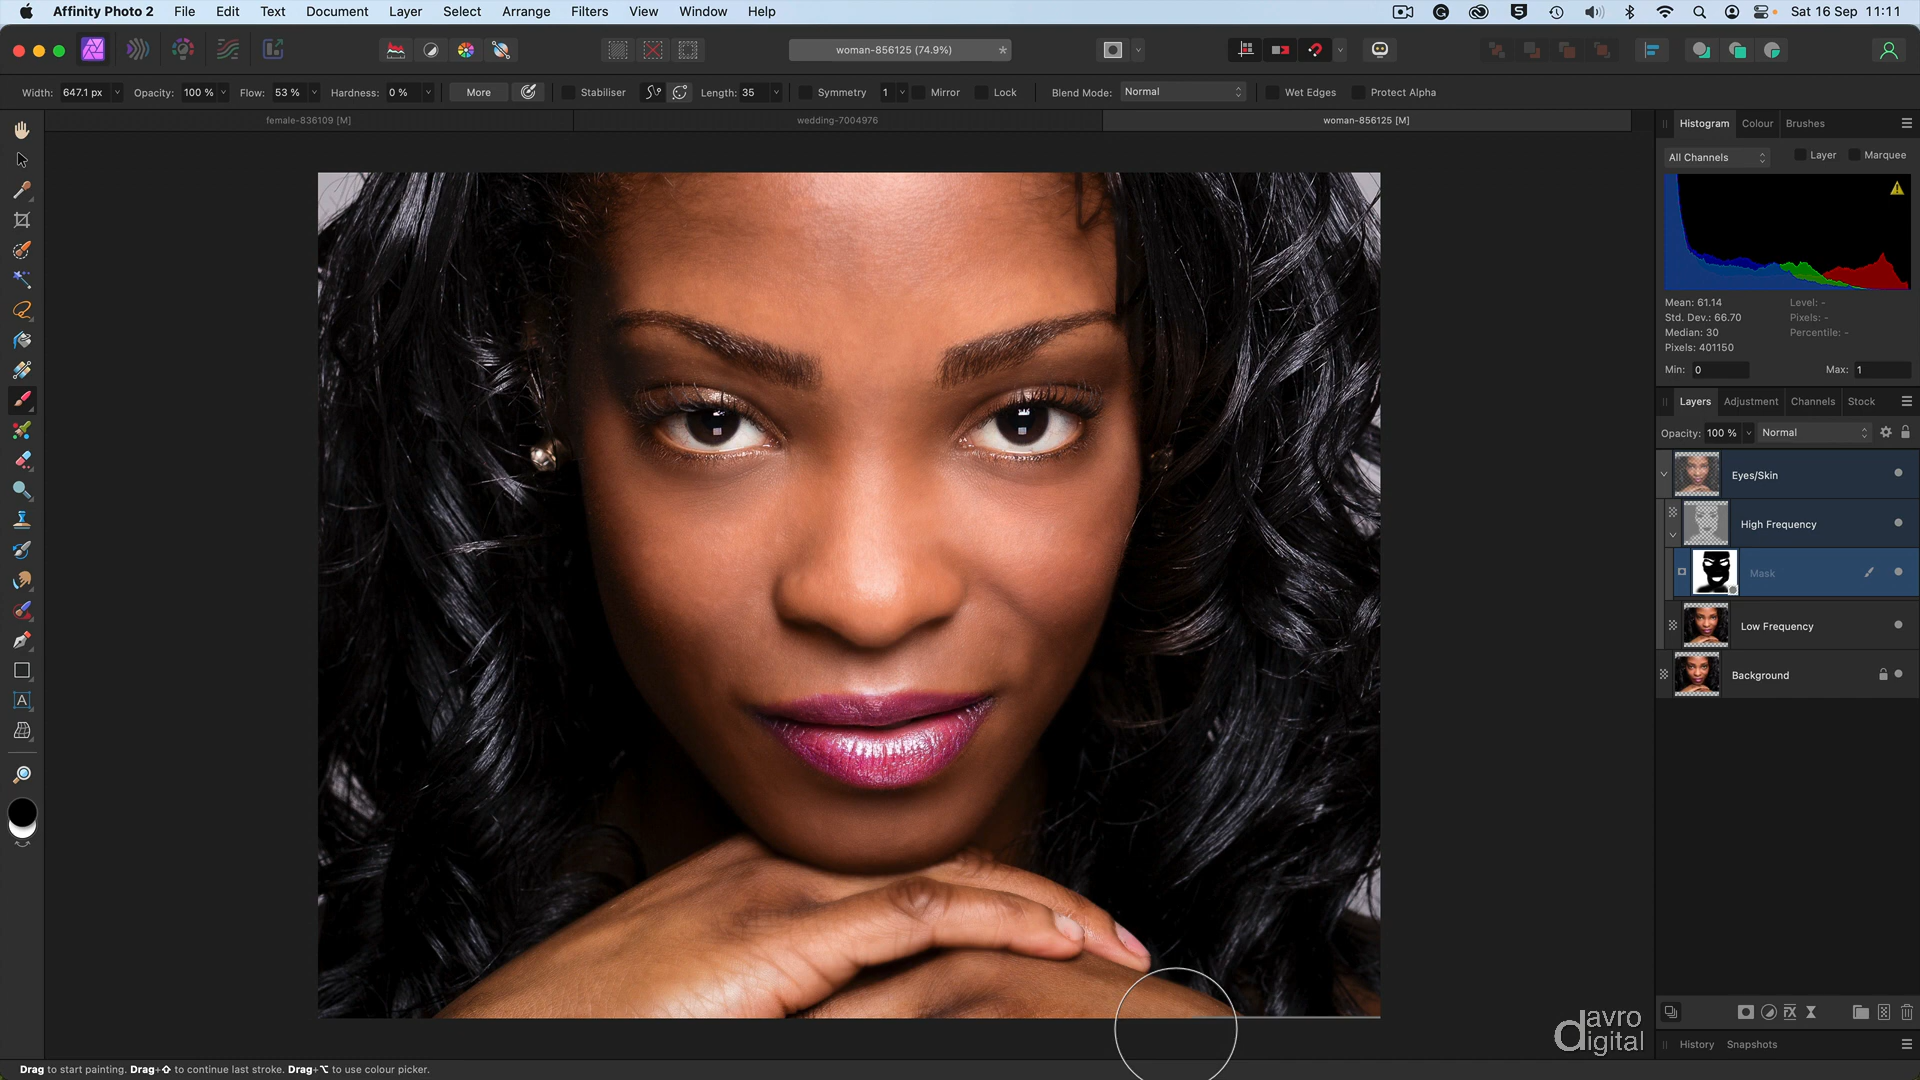 Affinity Photo 2 File Edit Text Document Layer Select Arrange Filters View Window Help Sat 16 Sep 11:11
woman-856125 (74.9%)
Width: 647.1 px Opacity: 100 % Flow: 53 % Hardness: 0 % More Stabiliser Length: 35 Symmetry 1 Mirror Lock Blend Mode: Normal Wet Edges Protect Alpha
female-836109 [M] wedding-7004976 woman-856125 [M]
Histogram Colour Brushes
All Channels Layer Marquee
Mean: 61.14 Level: -
Std. Dev.: 66.70 Pixels: -
Median: 30 Percentile: -
Pixels: 401150
Min: 0 Max: 1
Layers Adjustment Channels Stock
Opacity: 100 % Normal
Eyes/Skin
High Frequency
Mask
Low Frequency
Background
davro
digital
History Snapshots
Drag to start painting. Drag+⇧ to continue last stroke. Drag+⌥ to use colour picker.